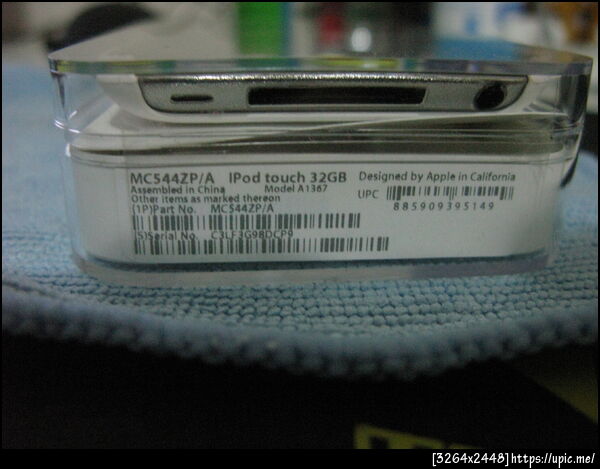 MC544ZP/A iPod touch 32GB Designed by Apple in California
Assembled in China Model A1367 UPC
Other items as marked thereon 885909395149
(1P)Part No. MC544ZP/A
(S)Serial No. C3LF3G98DCP9
[3264x2448]https://upic.me/